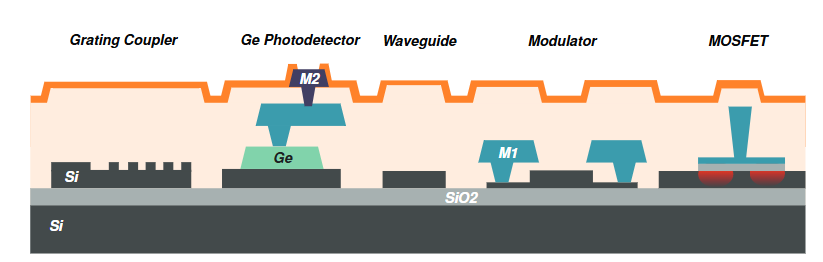 Grating Coupler
Ge Photodetector
Waveguide
Modulator
MOSFET
M2
Ge
M1
Si
SiO2
Si